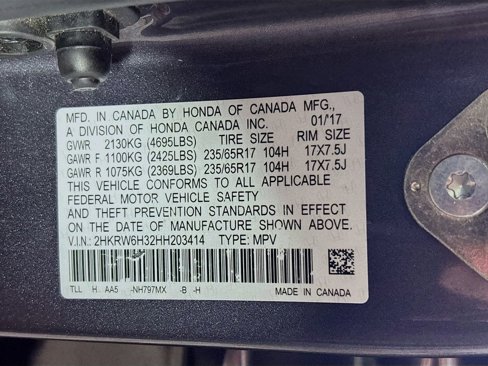 MFD. IN CANADA BY HONDA OF CANADA MFG.,
A DIVISION OF HONDA CANADA INC. 01/17
GVWR 2130KG (4695LBS) TIRE SIZE RIM SIZE
GAWR F 1100KG (2425LBS) 235/65R17 104H 17X7.5J
GAWR R 1075KG (2369LBS) 235/65R17 104H 17X7.5J
THIS VEHICLE CONFORMS TO ALL APPLICABLE
FEDERAL MOTOR VEHICLE SAFETY
AND THEFT PREVENTION STANDARDS IN EFFECT
ON THE DATE OF MANUFACTURE SHOWN ABOVE.
V.I.N.: 2HKRW6H32HH203414 TYPE: MPV
TLL H AA5 -NH797MX -B -H MADE IN CANADA